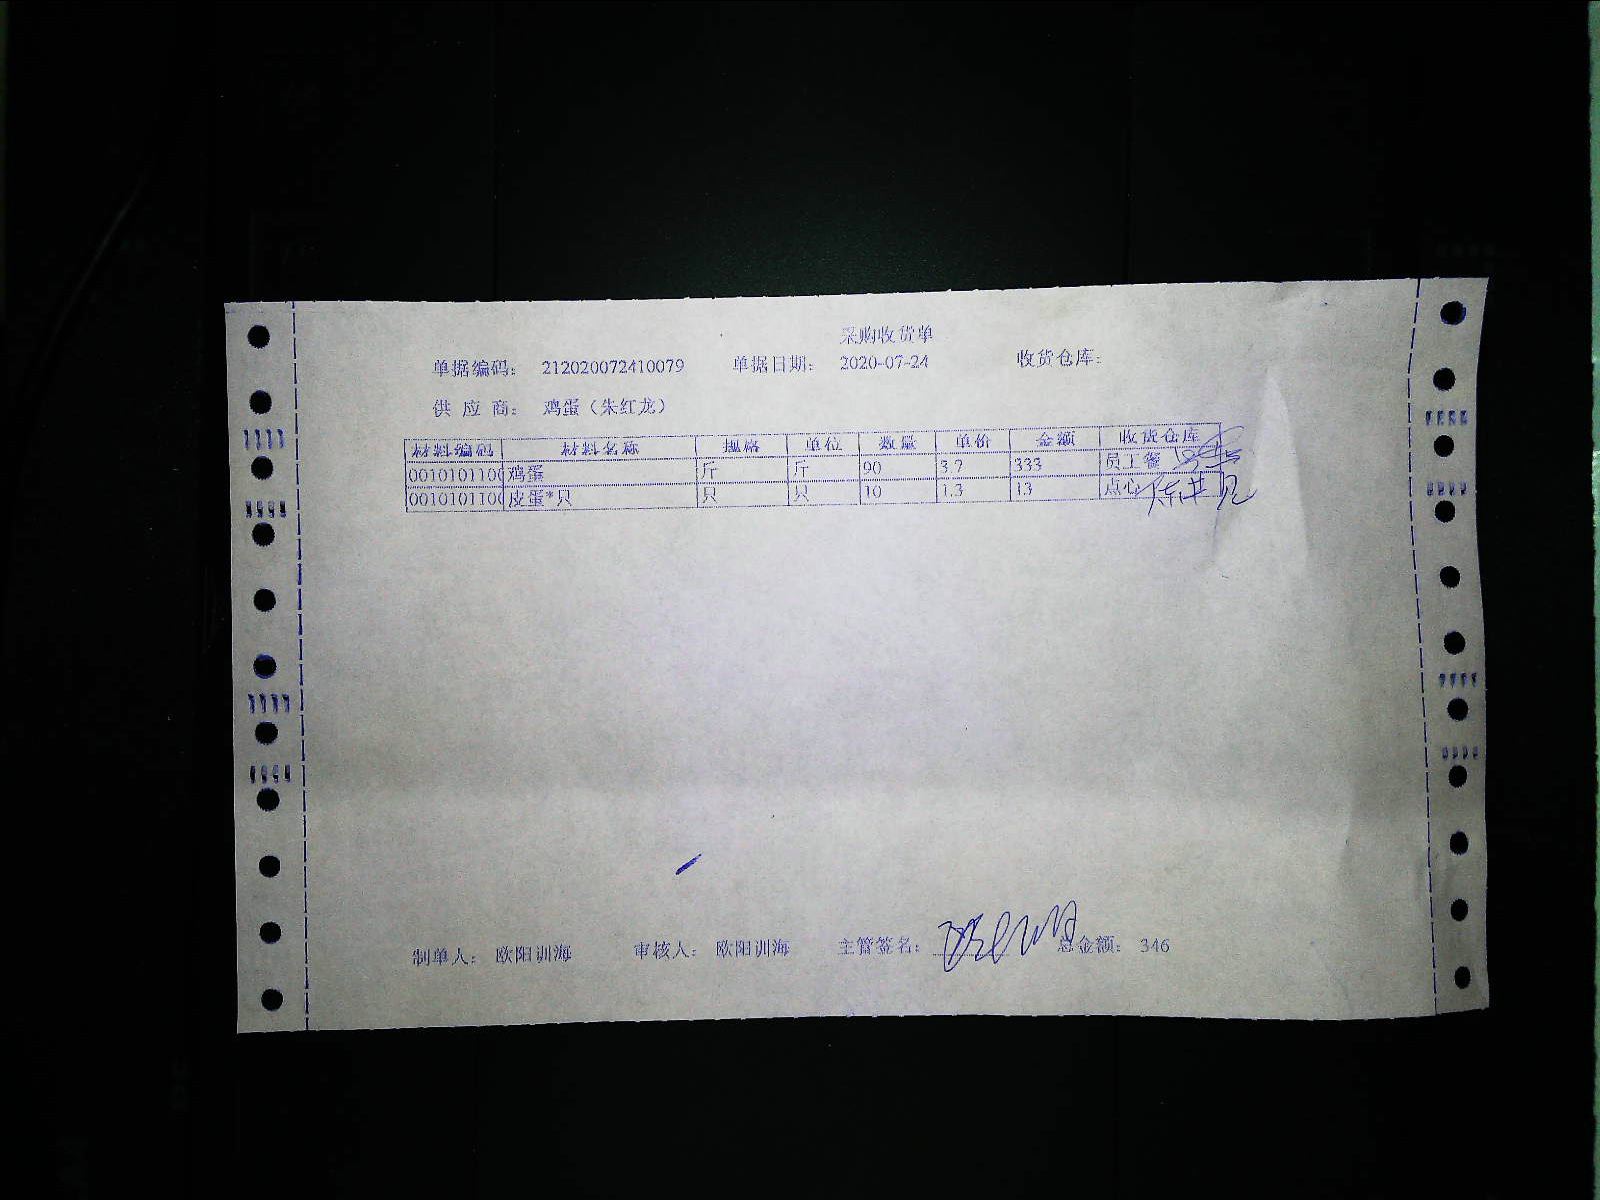 采购收货单
单据编码： 212020072410079 单据日期： 2020-07-24 收货仓库：
供 应 商： 鸡蛋（朱红龙）
材料编码 材料名称 规格 单位 数量 单价 金额 收货仓库
0010101100 鸡蛋 斤 斤 90 3.7 333 员工餐
0010101100 皮蛋*只 只 只 10 1.3 13 点心
制单人： 欧阳训海 审核人： 欧阳训海 主管签名： 总金额： 346